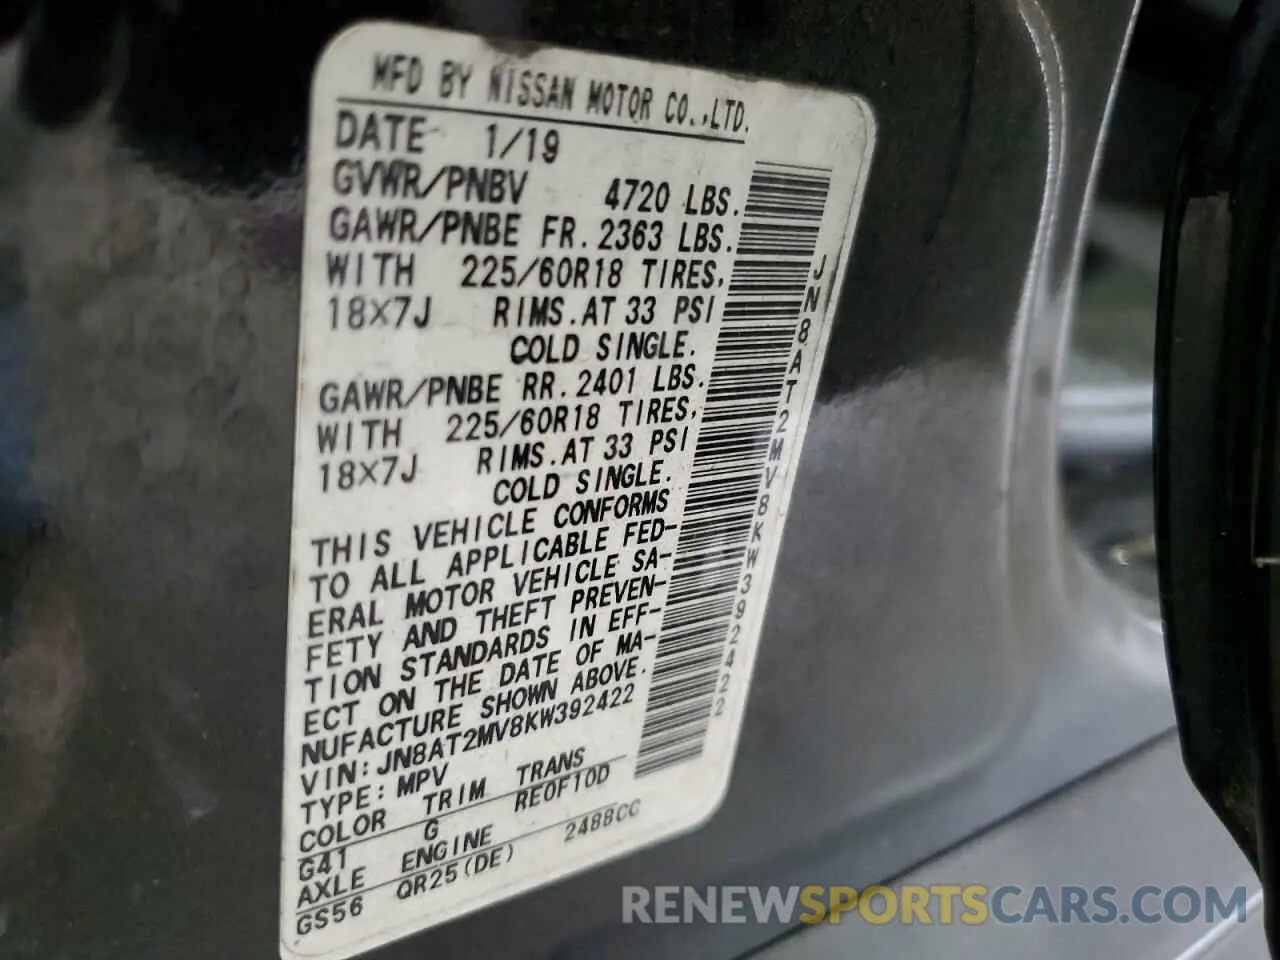 MFD BY NISSAN MOTOR CO.,LTD.
DATE 1/19
GVWR/PNBV 4720 LBS.
GAWR/PNBE FR. 2363 LBS.
WITH 225/60R18 TIRES,
18X7J RIMS. AT 33 PSI
COLD SINGLE.
GAWR/PNBE RR. 2401 LBS.
WITH 225/60R18 TIRES,
18X7J RIMS. AT 33 PSI
COLD SINGLE.
THIS VEHICLE CONFORMS
TO ALL APPLICABLE FED-
ERAL MOTOR VEHICLE SA-
FETY AND THEFT PREVEN-
TION STANDARDS IN EFF-
ECT ON THE DATE OF MA-
NUFACTURE SHOWN ABOVE.
VIN: JN8AT2MV8KW392422
TYPE: MPV
COLOR TRIM TRANS
G41 G RE0F10D
AXLE ENGINE
GS56 QR25(DE) 2488CC
JN8AT2MV8KW392422
RENEWSPORTSCARS.COM